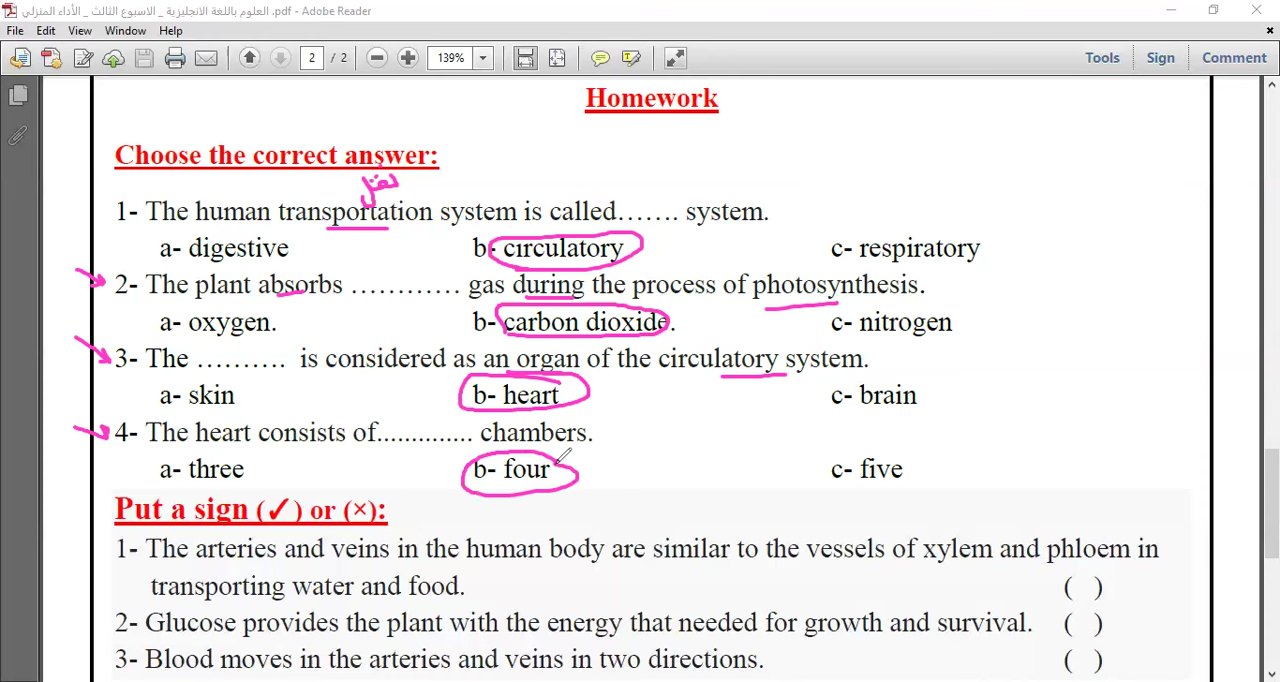 العلوم باللغة الانجليزية _ الاسبوع الثالث _ الأداء المنزلي.pdf - Adobe Reader
File Edit View Window Help
2 / 2 139% Tools Sign Comment
Homework
Choose the correct answer:
نقل
1- The human transportation system is called……. system.
a- digestive b- circulatory c- respiratory
2- The plant absorbs ………… gas during the process of photosynthesis.
a- oxygen. b- carbon dioxide. c- nitrogen
3- The ………. is considered as an organ of the circulatory system.
a- skin b- heart c- brain
4- The heart consists of.............. chambers.
a- three b- four c- five
Put a sign (✓) or (×):
1- The arteries and veins in the human body are similar to the vessels of xylem and phloem in
transporting water and food. ( )
2- Glucose provides the plant with the energy that needed for growth and survival. ( )
3- Blood moves in the arteries and veins in two directions. ( )